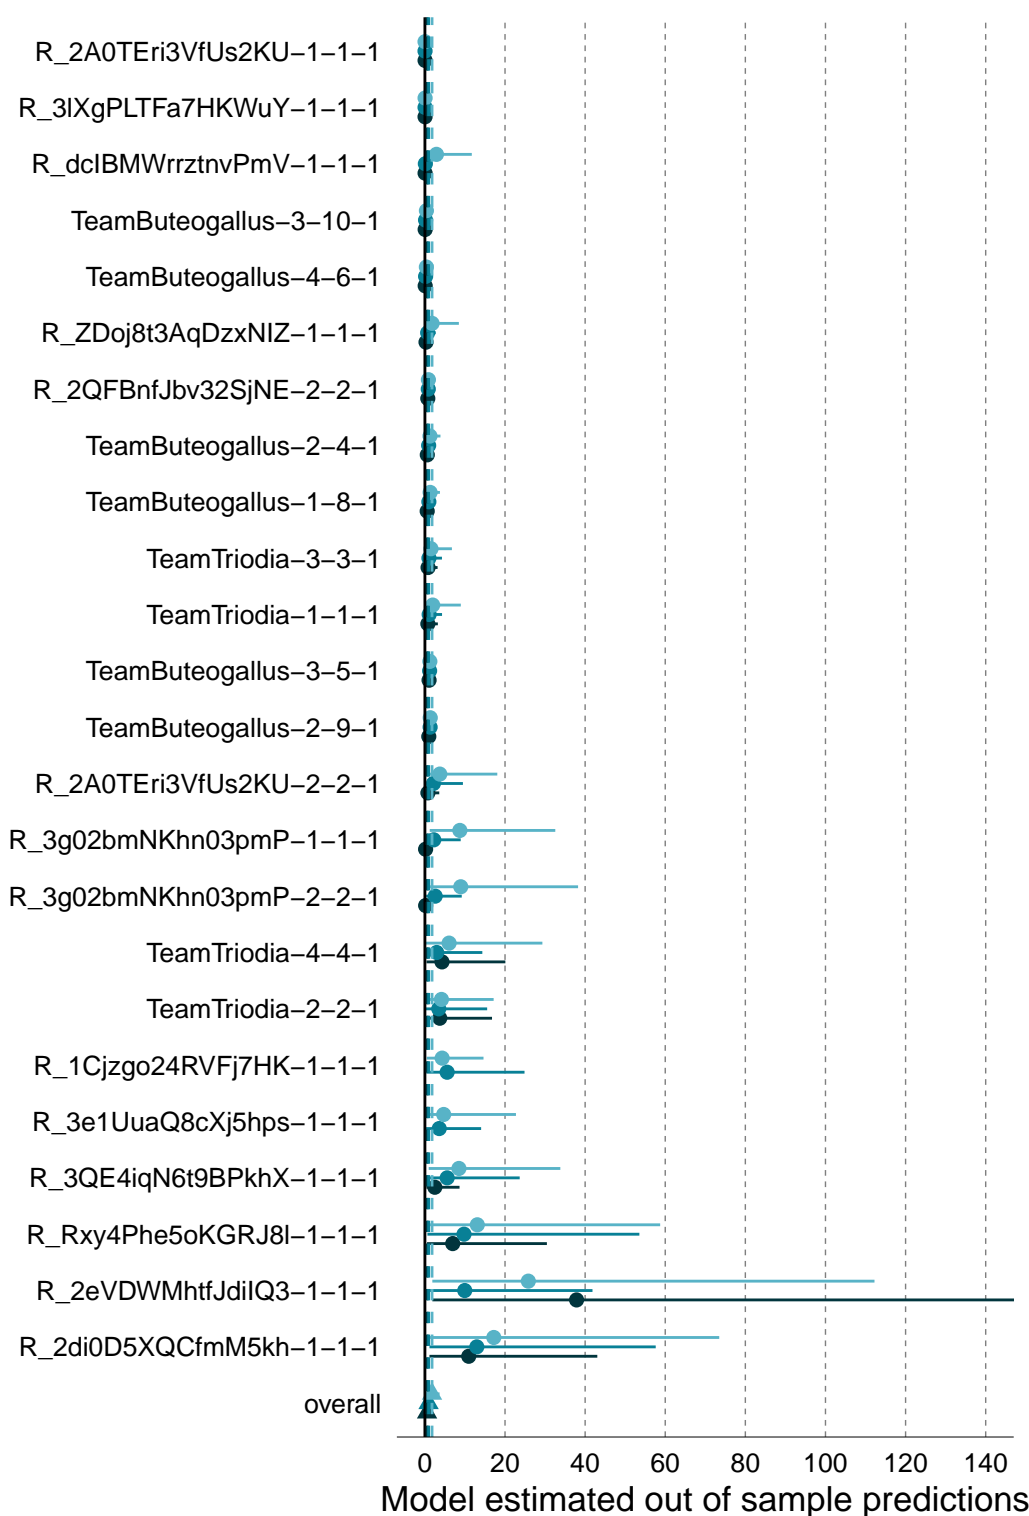 R_2A0TEri3VfUs2KU−1−1−1
R_3lXgPLTFa7HKWuY−1−1−1
R_dcIBMWrrztnvPmV−1−1−1
TeamButeogallus−3−10−1
TeamButeogallus−4−6−1
R_ZDoj8t3AqDzxNIZ−1−1−1
R_2QFBnfJbv32SjNE−2−2−1
TeamButeogallus−2−4−1
TeamButeogallus−1−8−1
TeamTriodia−3−3−1
TeamTriodia−1−1−1
TeamButeogallus−3−5−1
TeamButeogallus−2−9−1
R_2A0TEri3VfUs2KU−2−2−1
R_3g02bmNKhn03pmP−1−1−1
R_3g02bmNKhn03pmP−2−2−1
TeamTriodia−4−4−1
TeamTriodia−2−2−1
R_1Cjzgo24RVFj7HK−1−1−1
R_3e1UuaQ8cXj5hps−1−1−1
R_3QE4iqN6t9BPkhX−1−1−1
R_Rxy4Phe5oKGRJ8l−1−1−1
R_2eVDWMhtfJdilQ3−1−1−1
R_2di0D5XQCfmM5kh−1−1−1
overall
0 20 40 60 80 100 120 140
Model estimated out of sample predictions